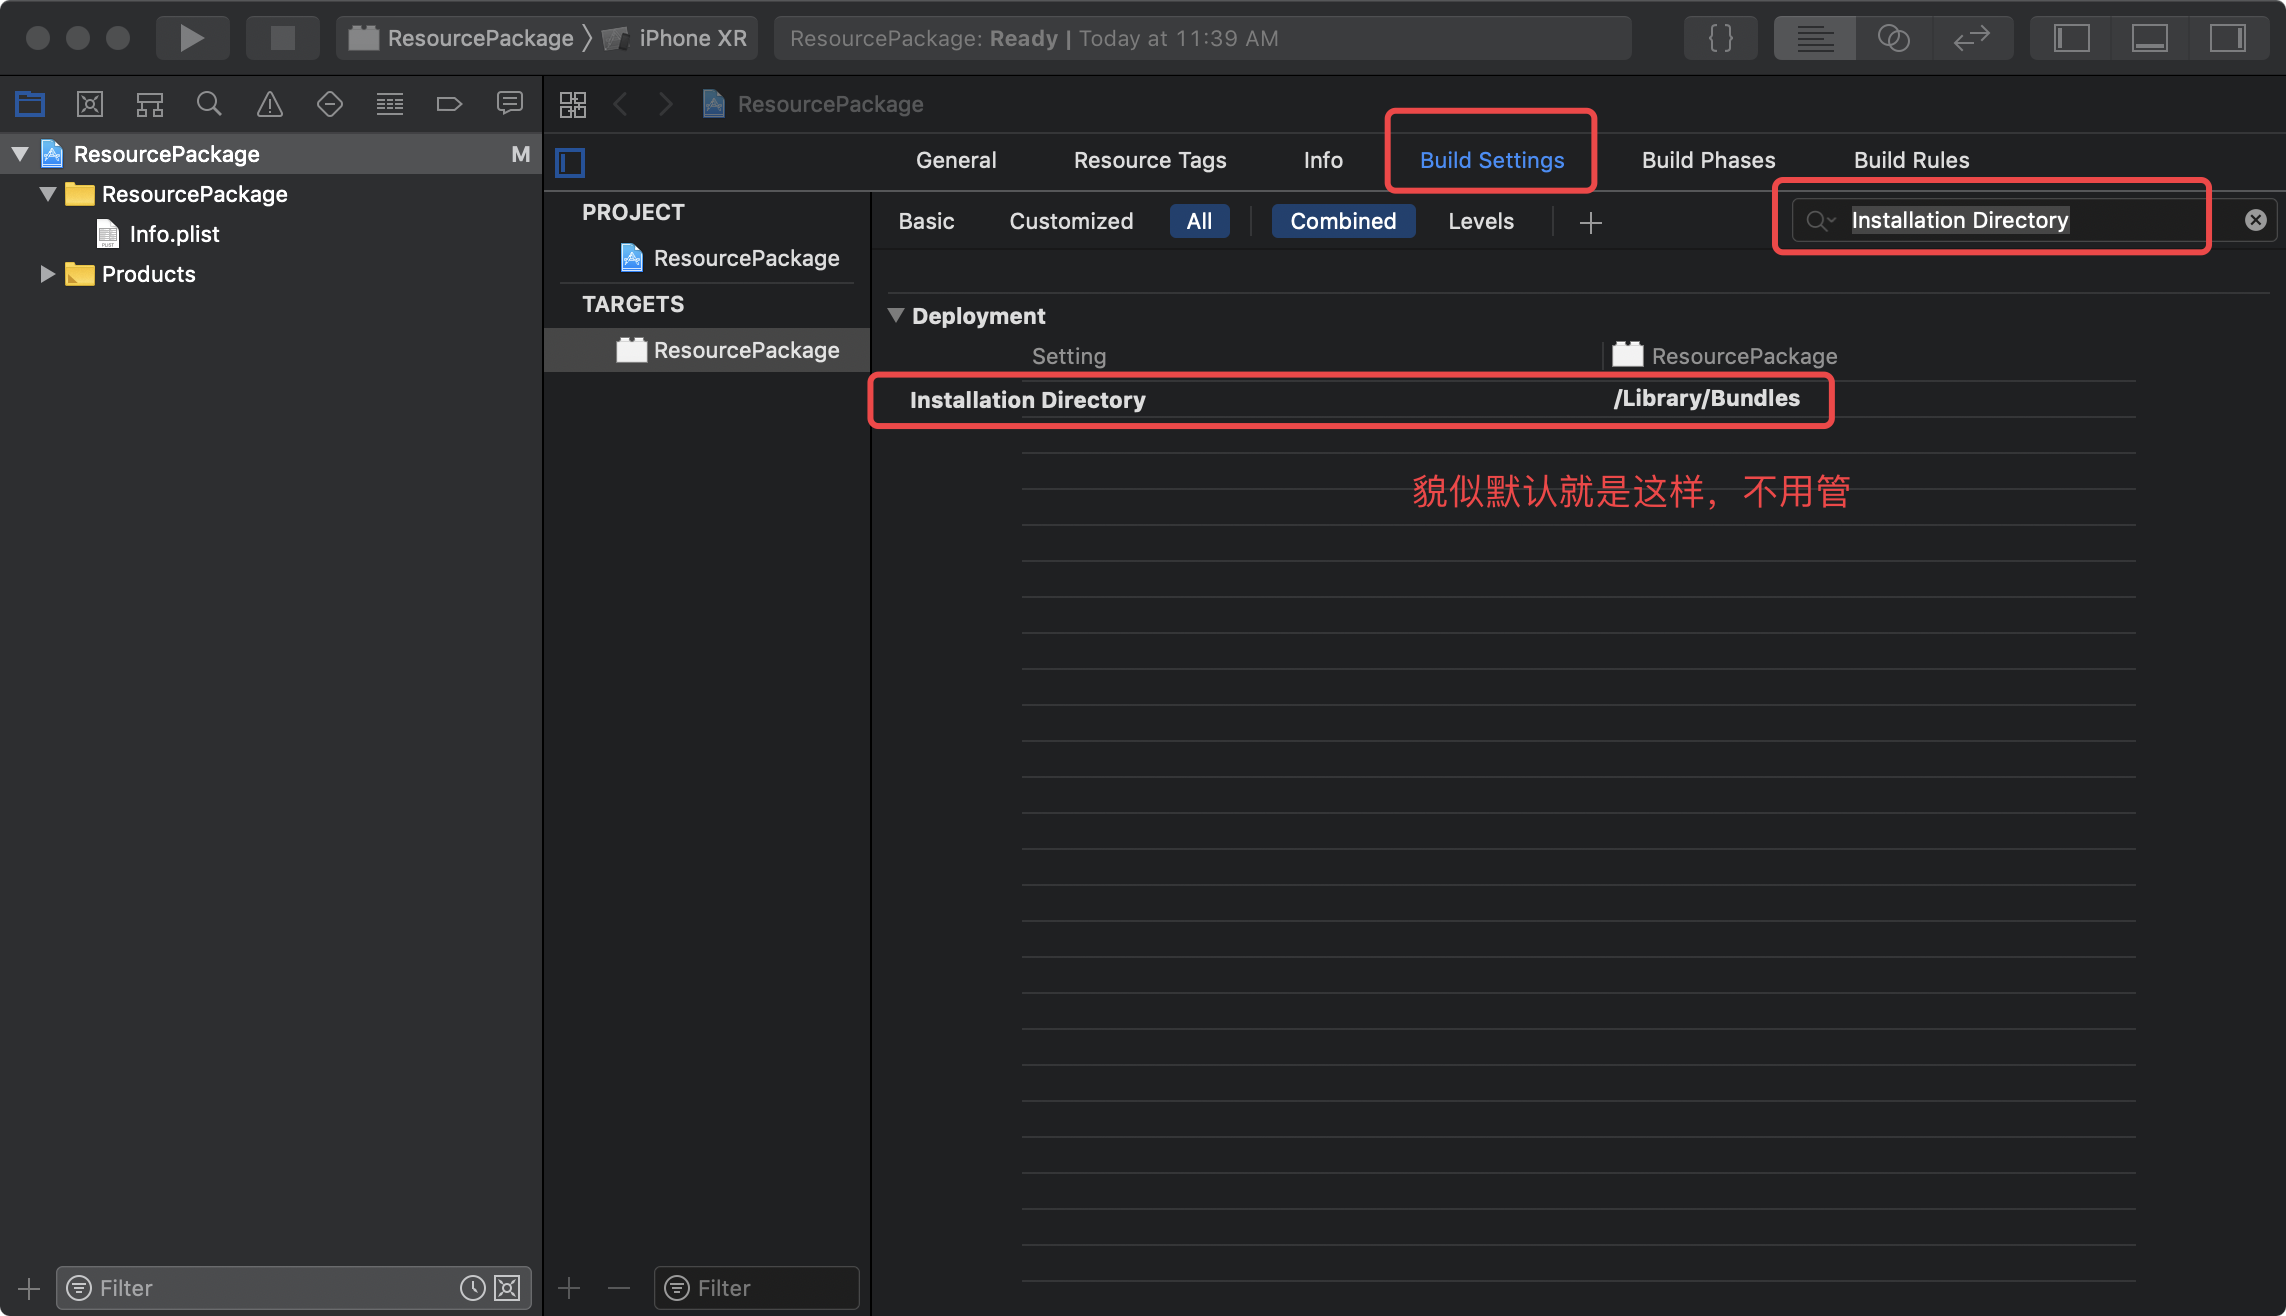 ResourcePackage iPhone XR
ResourcePackage: Ready | Today at 11:39 AM
{ }
ResourcePackage M
ResourcePackage
Info.plist
Products
ResourcePackage
General Resource Tags Info Build Settings Build Phases Build Rules
PROJECT
ResourcePackage
TARGETS
ResourcePackage
Basic Customized All Combined Levels
Installation Directory
Deployment
Setting ResourcePackage
Installation Directory /Library/Bundles
貌似默认就是这样，不用管
Filter
Filter